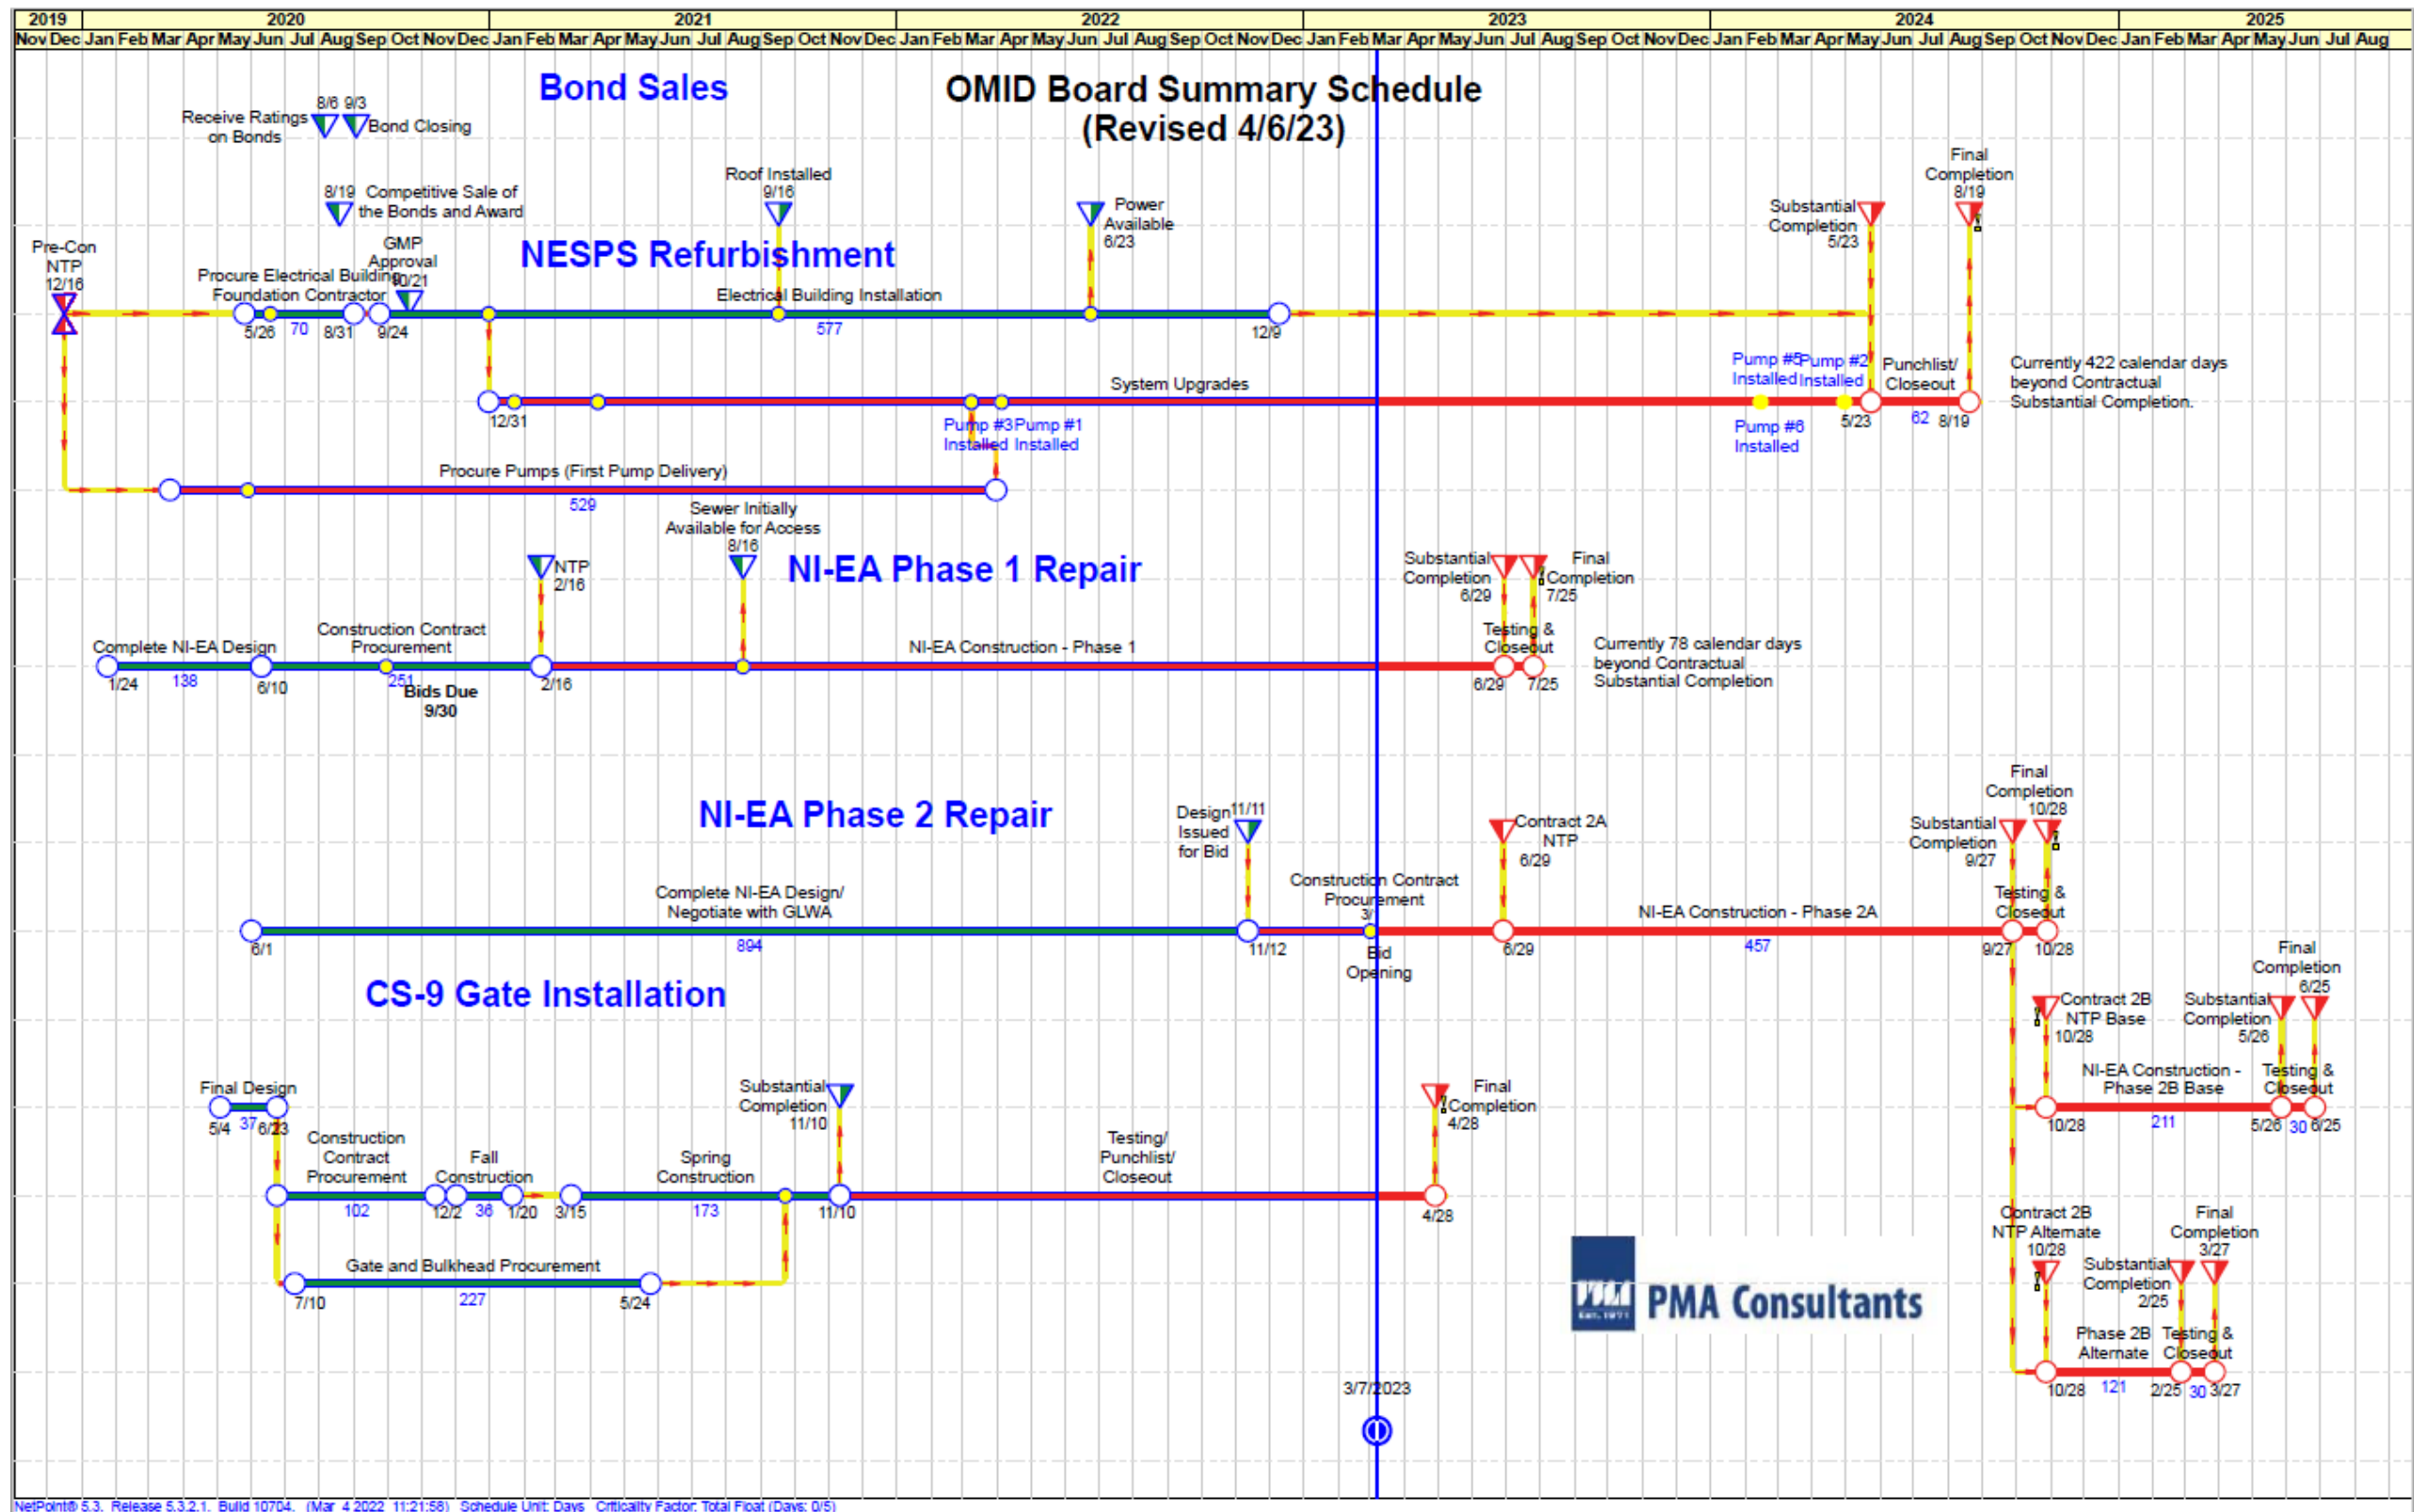 2019 2020 2021 2022 2023 2024 2025
Nov Dec Jan Feb Mar Apr May Jun Jul Aug Sep Oct Nov Dec Jan Feb Mar Apr May Jun Jul Aug Sep Oct Nov Dec Jan Feb Mar Apr May Jun Jul Aug Sep Oct Nov Dec Jan Feb Mar Apr May Jun Jul Aug Sep Oct Nov Dec Jan Feb Mar Apr May Jun Jul Aug Sep Oct Nov Dec Jan Feb Mar Apr May Jun Jul Aug
Bond Sales
OMID Board Summary Schedule
(Revised 4/6/23)
8/6 9/3
Receive Ratings
on Bonds
Bond Closing
8/19 Competitive Sale of
the Bonds and Award
NESPS Refurbishment
Pre-Con
NTP
12/16
Procure Electrical Building
Foundation Contractor
GMP
Approval
10/21
Roof Installed
9/16
Power
Available
6/23
Substantial
Completion
5/23
Final
Completion
8/19
Electrical Building Installation
5/26 70 8/31 9/24 577 12/9
System Upgrades
Pump #5
Installed
Pump #2
Installed
Punchlist/
Closeout
Currently 422 calendar days
beyond Contractual
Substantial Completion.
12/31
Pump #3
Installed
Pump #1
Installed
Pump #6
Installed
5/23 62 8/19
Procure Pumps (First Pump Delivery)
529
NI-EA Phase 1 Repair
NTP
2/16
Sewer Initially
Available for Access
8/16
Substantial
Completion
6/29
Final
Completion
7/25
Complete NI-EA Design
Construction Contract
Procurement
NI-EA Construction - Phase 1
Testing &
Closeout
Currently 78 calendar days
beyond Contractual
Substantial Completion
1/24 138 6/10 251 2/16 6/29 7/25
Bids Due
9/30
NI-EA Phase 2 Repair
Design
Issued
for Bid
11/11
Contract 2A
NTP
6/29
Substantial
Completion
9/27
Final
Completion
10/28
Complete NI-EA Design/
Negotiate with GLWA
Construction Contract
Procurement
3/
NI-EA Construction - Phase 2A
Testing &
Closeout
6/1 894 11/12 6/29 457 9/27 10/28
Bid
Opening
Contract 2B
NTP Base
10/28
Substantial
Completion
5/26
Final
Completion
6/25
NI-EA Construction -
Phase 2B Base
Testing &
Closeout
10/28 211 5/26 30 6/25
Contract 2B
NTP Alternate
10/28
Substantial
Completion
2/25
Final
Completion
3/27
Phase 2B
Alternate
Testing &
Closeout
10/28 121 2/25 30 3/27
CS-9 Gate Installation
Final Design
5/4 37 6/23
Substantial
Completion
11/10
Final
Completion
4/28
Construction
Contract
Procurement
Fall
Construction
Spring
Construction
Testing/
Punchlist/
Closeout
102 12/2 36 1/20 3/15 173 11/10 4/28
Gate and Bulkhead Procurement
7/10 227 5/24
PMA Consultants
EST. 1971
3/7/2023
NetPoint® 5.3, Release 5.3.2.1, Build 10704, (Mar 4 2022 11:21:58) Schedule Unit: Days Criticality Factor: Total Float (Days: 0/5)